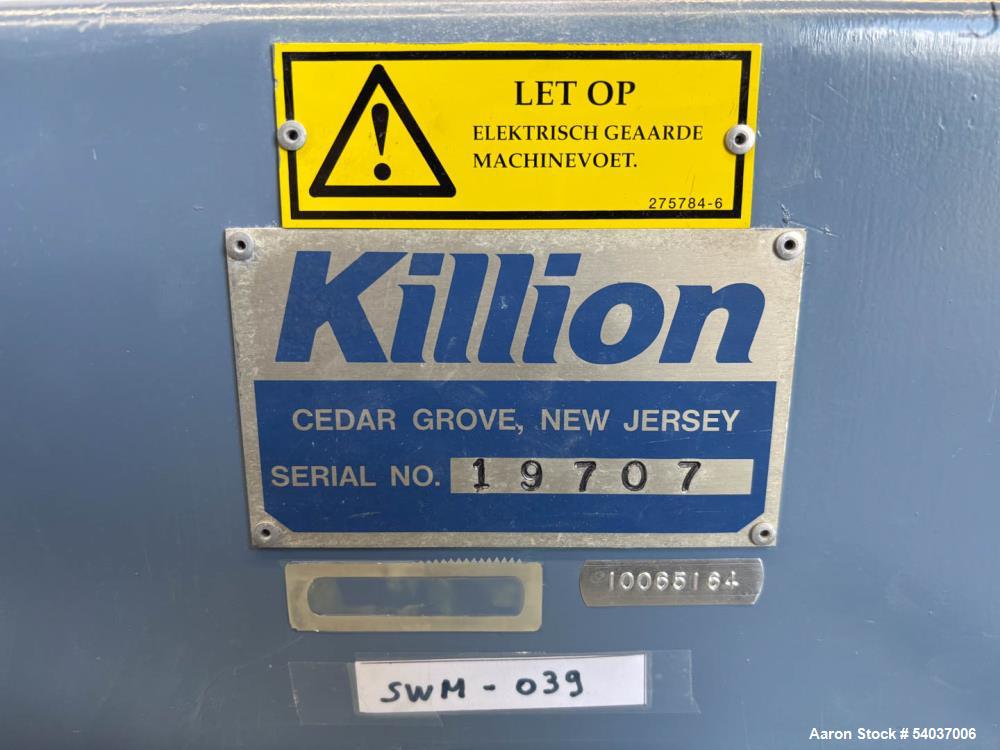 LET OP
ELEKTRISCH GEAARDE
MACHINEVOET.
275784-6
Killion
CEDAR GROVE, NEW JERSEY
SERIAL NO. 19707
10065164
SWM - 039
Aaron Stock # 54037006